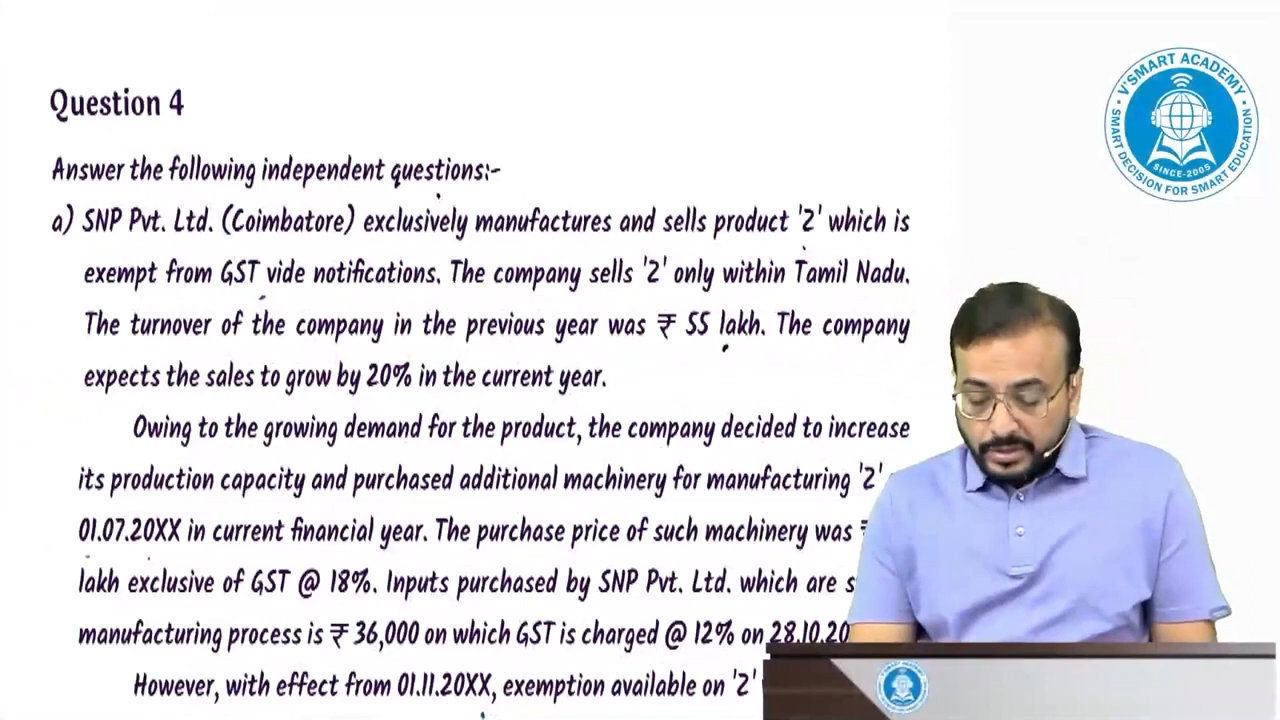 Question 4
Answer the following independent questions:-
a) SNP Pvt. Ltd. (Coimbatore) exclusively manufactures and sells product '2' which is
exempt from GST vide notifications. The company sells '2' only within Tamil Nadu.
The turnover of the company in the previous year was ₹ 55 lakh. The company
expects the sales to grow by 20% in the current year.
Owing to the growing demand for the product, the company decided to increase
its production capacity and purchased additional machinery for manufacturing '2'
01.07.20XX in current financial year. The purchase price of such machinery was ₹
lakh exclusive of GST @ 18%. Inputs purchased by SNP Pvt. Ltd. which are
manufacturing process is ₹ 36,000 on which GST is charged @ 12% on 28.10.20
However, with effect from 01.11.20XX, exemption available on '2'
V'SMART ACADEMY
SINCE-2005
SMART DECISION FOR SMART EDUCATION